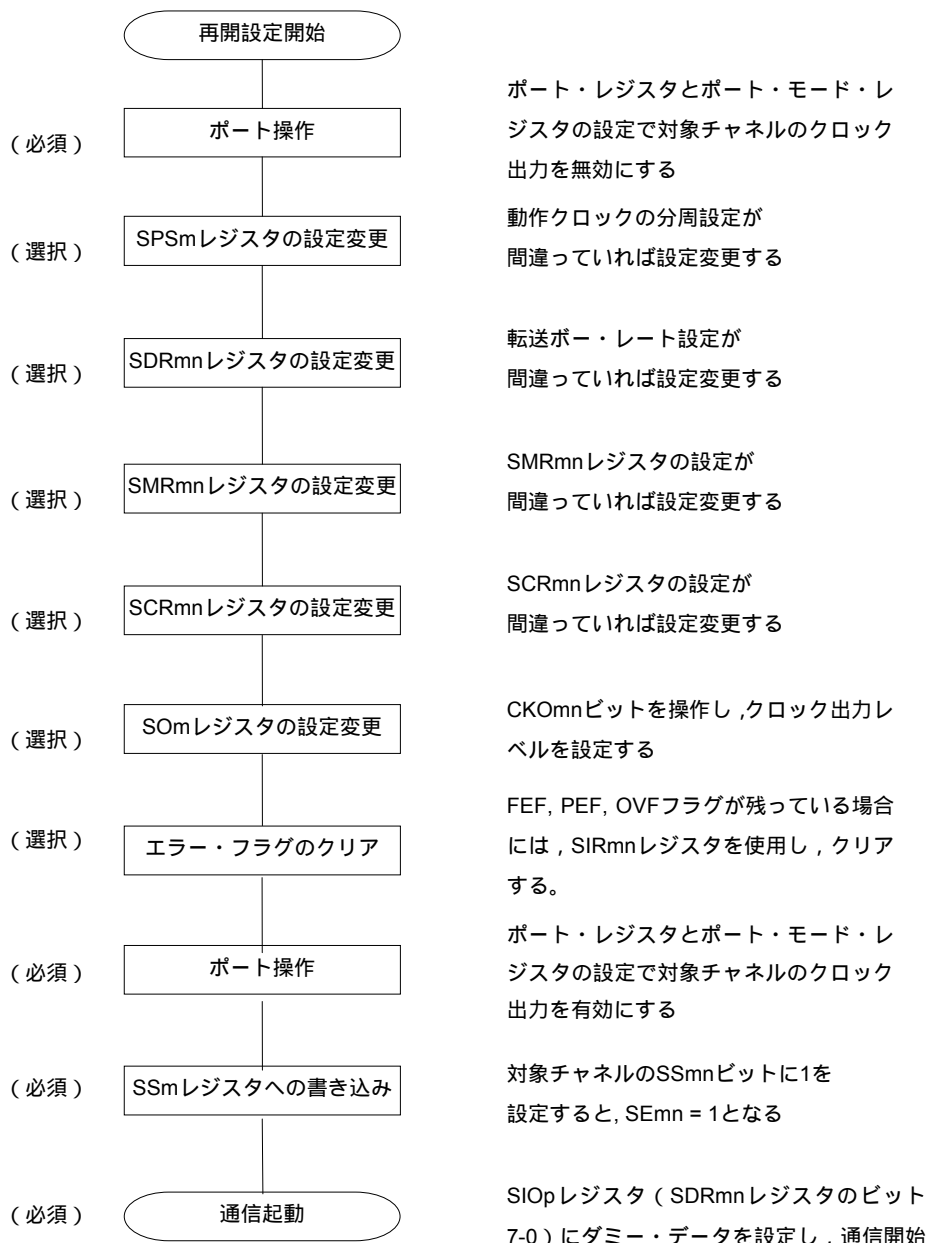 再開設定開始
(必須)
ポート操作
ポート・レジスタとポート・モード・レ
ジスタの設定で対象チャネルのクロック
出力を無効にする
(選択)
SPSmレジスタの設定変更
動作クロックの分周設定が
間違っていれば設定変更する
(選択)
SDRmnレジスタの設定変更
転送ボー・レート設定が
間違っていれば設定変更する
(選択)
SMRmnレジスタの設定変更
SMRmnレジスタの設定が
間違っていれば設定変更する
(選択)
SCRmnレジスタの設定変更
SCRmnレジスタの設定が
間違っていれば設定変更する
(選択)
SOmレジスタの設定変更
CKOmnビットを操作し,クロック出力レ
ベルを設定する
(選択)
エラー・フラグのクリア
FEF, PEF, OVFフラグが残っている場合
には,SIRmnレジスタを使用し,クリア
する。
(必須)
ポート操作
ポート・レジスタとポート・モード・レ
ジスタの設定で対象チャネルのクロック
出力を有効にする
(必須)
SSmレジスタへの書き込み
対象チャネルのSSmnビットに1を
設定すると, SEmn = 1となる
(必須)
通信起動
SIOpレジスタ(SDRmnレジスタのビット
7-0)にダミー・データを設定し,通信開始